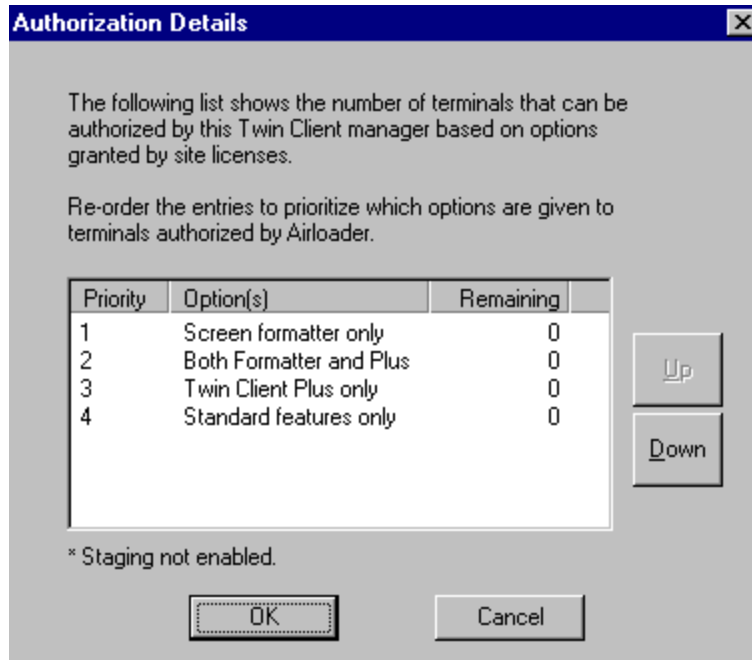 Authorization Details
The following list shows the number of terminals that can be
authorized by this Twin Client manager based on options
granted by site licenses.
Re-order the entries to prioritize which options are given to
terminals authorized by Airloader.
Priority Option(s) Remaining
1 Screen formatter only 0
2 Both Formatter and Plus 0
3 Twin Client Plus only 0
4 Standard features only 0
Up
Down
* Staging not enabled.
OK Cancel